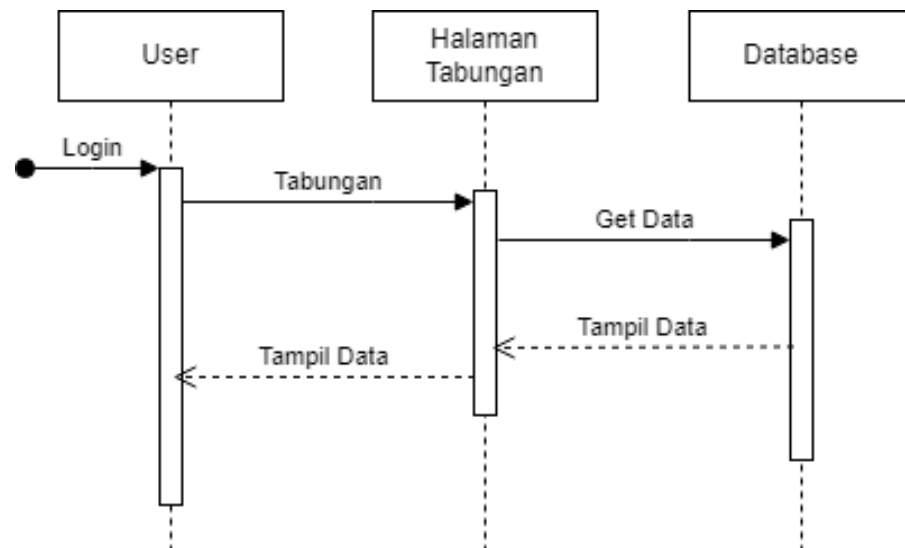 User
Halaman
Tabungan
Database
Login
Tabungan
Get Data
Tampil Data
Tampil Data